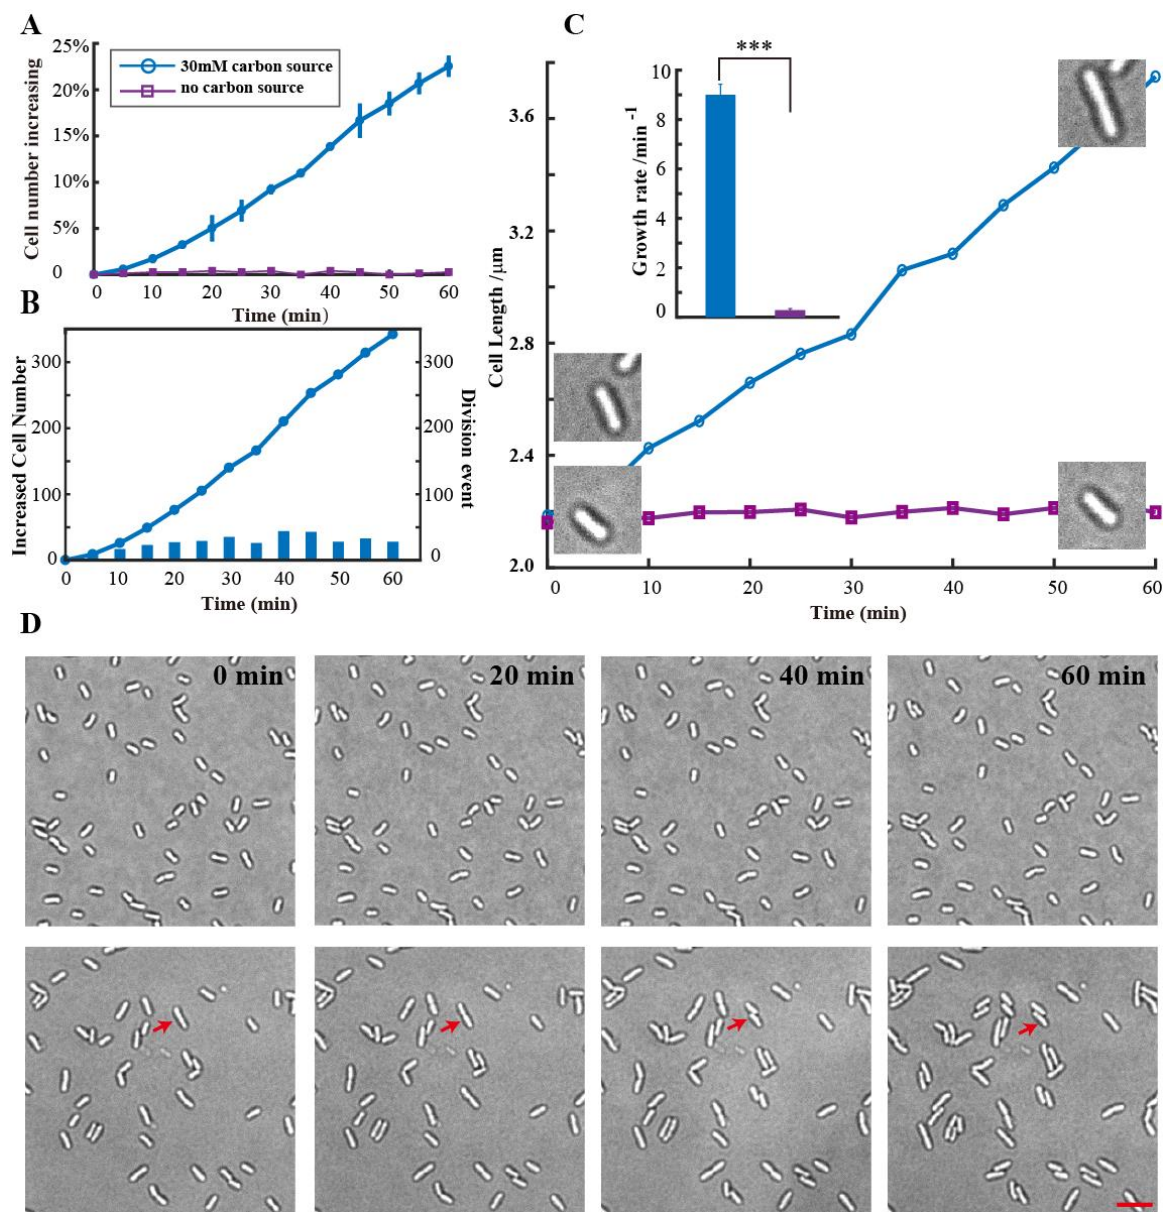 A
25%
20%
15%
10%
5%
0
Cell number increasing
30mM carbon source
no carbon source
0 10 20 30 40 50 60
Time (min)
B
300
200
100
0
Increased Cell Number
300
200
100
0
Division event
0 10 20 30 40 50 60
Time (min)
C
3.6
3.2
2.8
2.4
2.0
Cell Length /μm
***
10
8
6
4
2
0
Growth rate /min -1
0 10 20 30 40 50 60
Time (min)
D
0 min 20 min 40 min 60 min